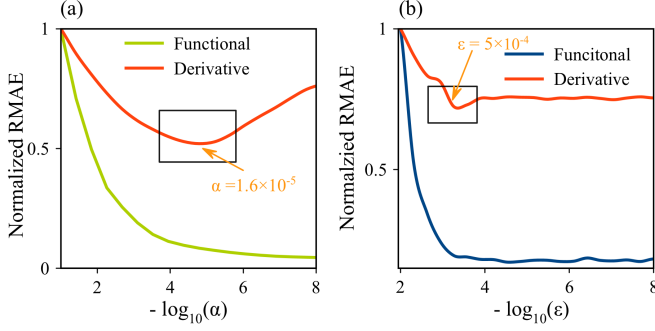 (a)
1
Functional
Derivative
0.5
α =1.6×10-5
0
2
4
6
8
Normalized RMAE
- log10(α)
(b)
1
ε = 5×10-4
Funcitonal
Derivative
0.5
2
4
6
8
Normalzied RMAE
- log10(ε)